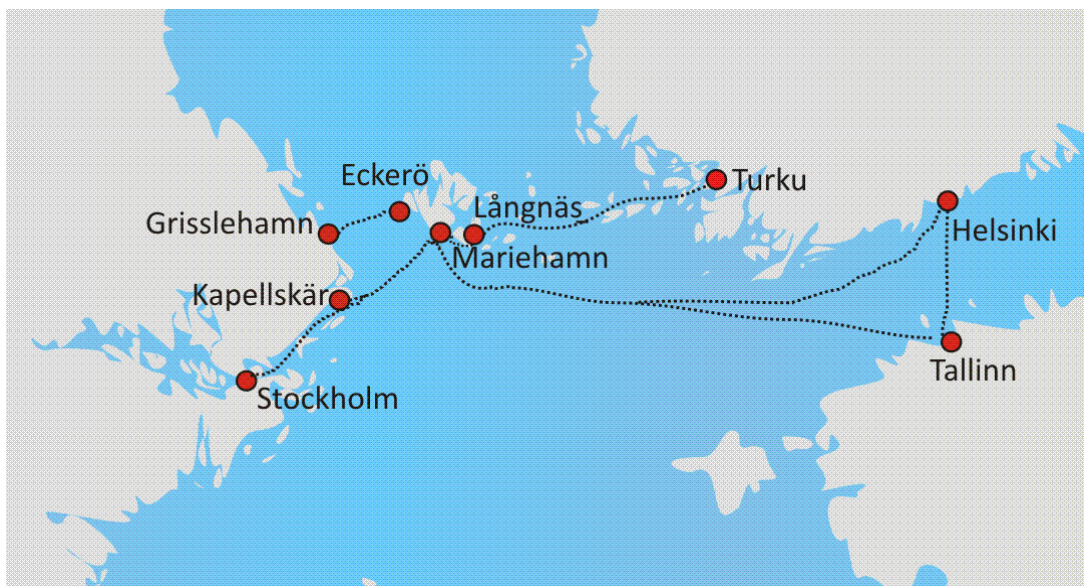 Eckerö
Turku
Långnäs
Grisslehamn
Helsinki
Mariehamn
Kapellskär
Tallinn
Stockholm